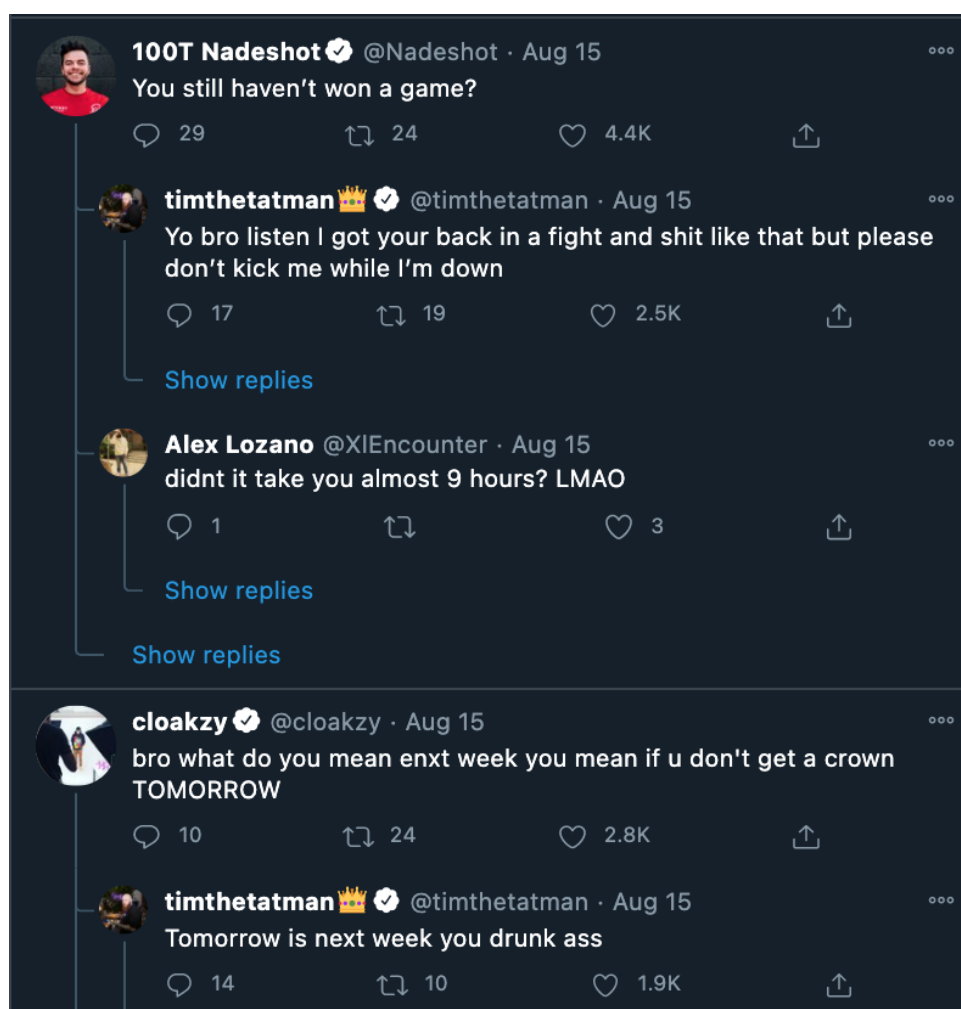 100T Nadeshot @Nadeshot · Aug 15
You still haven’t won a game?
29 24 4.4K
timthetatman👑 @timthetatman · Aug 15
Yo bro listen I got your back in a fight and shit like that but please
don’t kick me while I’m down
17 19 2.5K
Show replies
Alex Lozano @XlEncounter · Aug 15
didnt it take you almost 9 hours? LMAO
1 3
Show replies
Show replies
cloakzy @cloakzy · Aug 15
bro what do you mean enxt week you mean if u don't get a crown
TOMORROW
10 24 2.8K
timthetatman👑 @timthetatman · Aug 15
Tomorrow is next week you drunk ass
14 10 1.9K